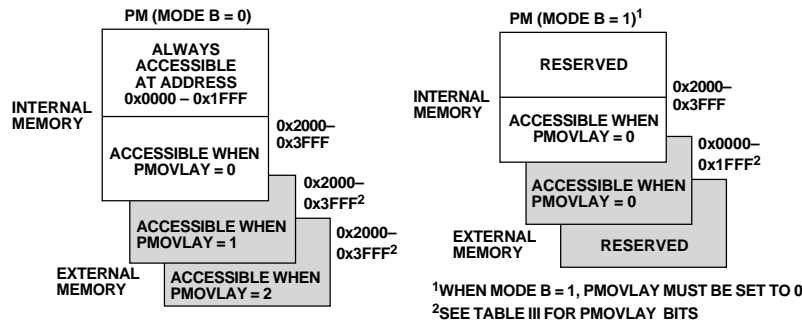 PM (MODE B = 0)
ALWAYS
ACCESSIBLE
AT ADDRESS
0x0000 – 0x1FFF
INTERNAL
MEMORY
0x2000–
0x3FFF
ACCESSIBLE WHEN
PMOVLAY = 0
0x2000–
0x3FFF²
ACCESSIBLE WHEN
PMOVLAY = 1
0x2000–
0x3FFF²
EXTERNAL
MEMORY
ACCESSIBLE WHEN
PMOVLAY = 2
PM (MODE B = 1)¹
RESERVED
INTERNAL
MEMORY
0x2000–
0x3FFF
ACCESSIBLE WHEN
PMOVLAY = 0
0x0000–
0x1FFF²
ACCESSIBLE WHEN
PMOVLAY = 0
EXTERNAL
MEMORY
RESERVED
¹WHEN MODE B = 1, PMOVLAY MUST BE SET TO 0
²SEE TABLE III FOR PMOVLAY BITS